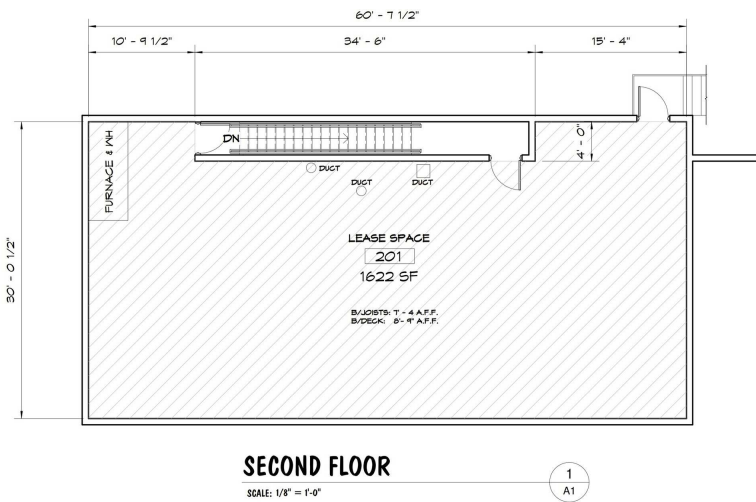 60' - 7 1/2"
10' - 9 1/2"
34' - 6"
15' - 4"
DN
4' - 0"
FURNACE & WH
DUCT
DUCT
DUCT
30' - 0 1/2"
LEASE SPACE
201
1622 SF
B/JOISTS: 7' - 4 A.F.F.
B/DECK: 8'- 9" A.F.F.
SECOND FLOOR
SCALE: 1/8" = 1'-0"
1
A1